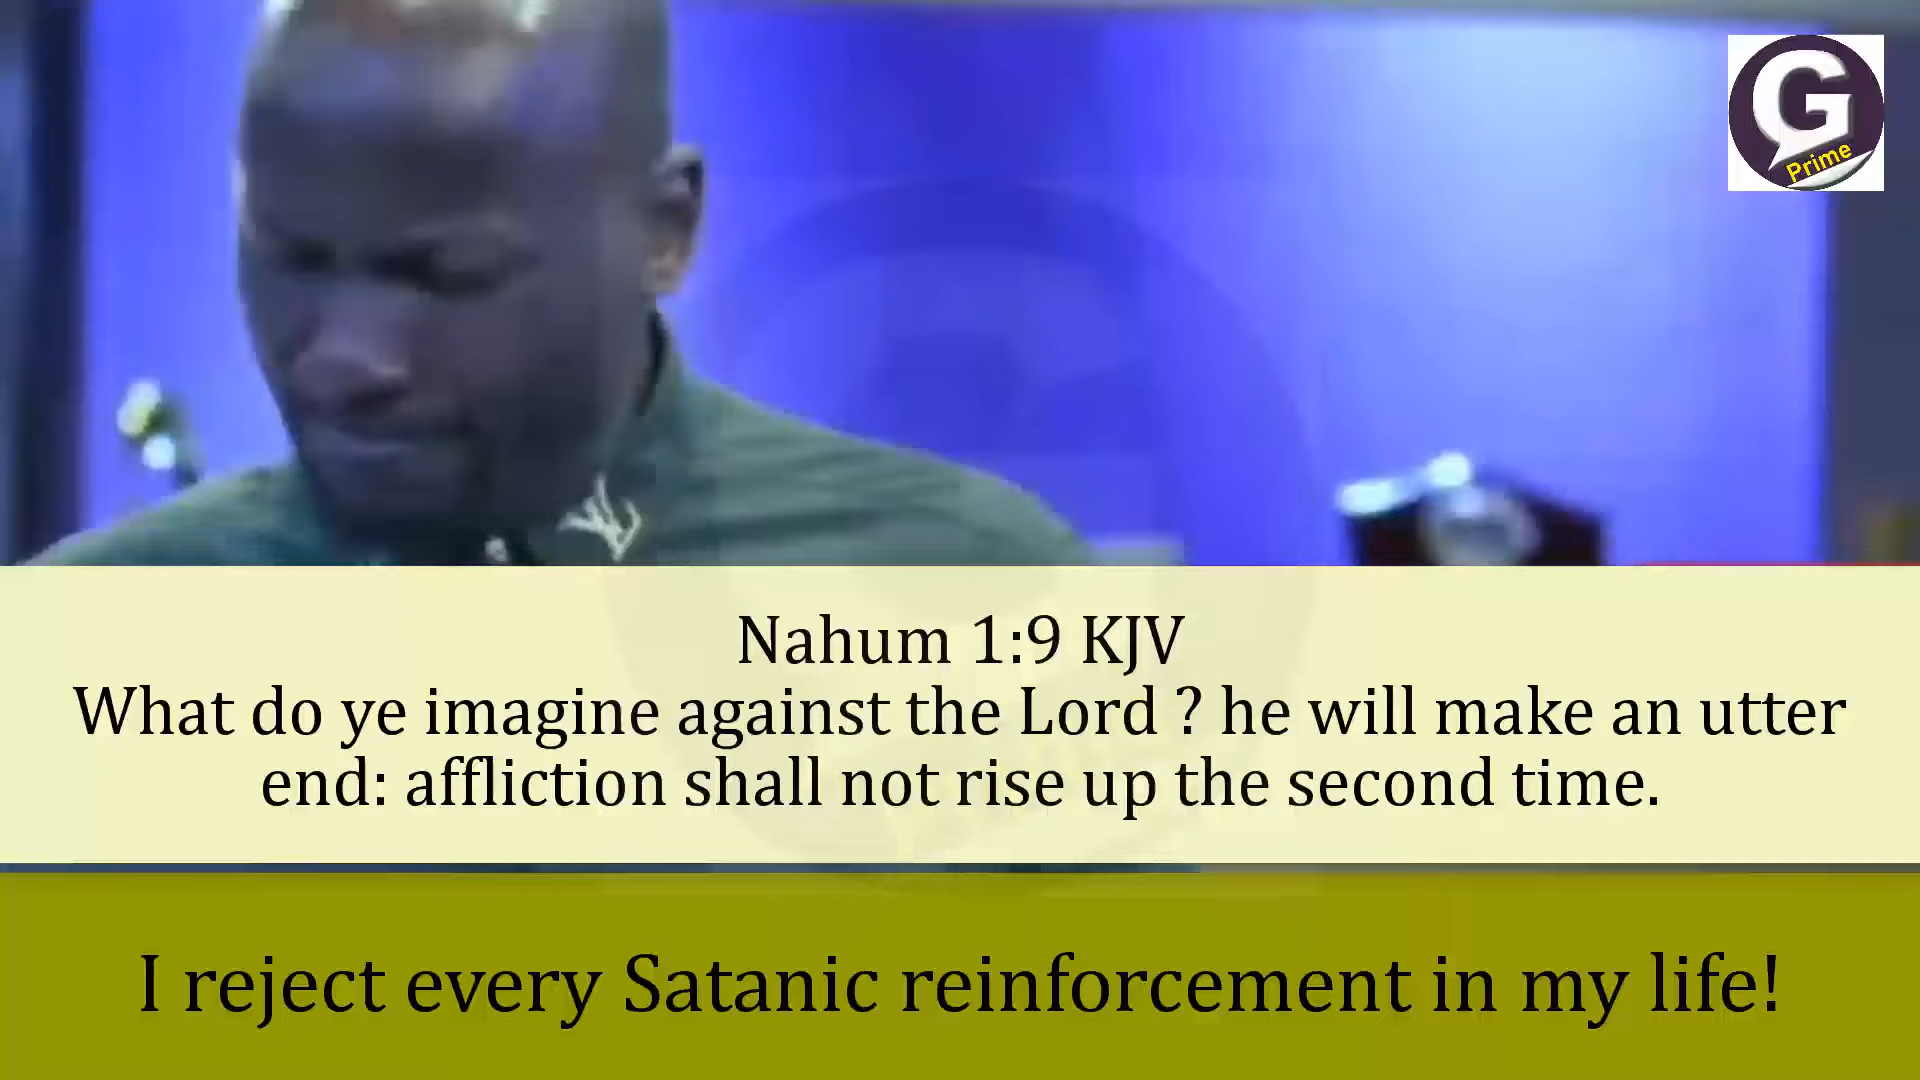 G
Prime
Nahum 1:9 KJV
What do ye imagine against the Lord ? he will make an utter
end: affliction shall not rise up the second time.
I reject every Satanic reinforcement in my life!